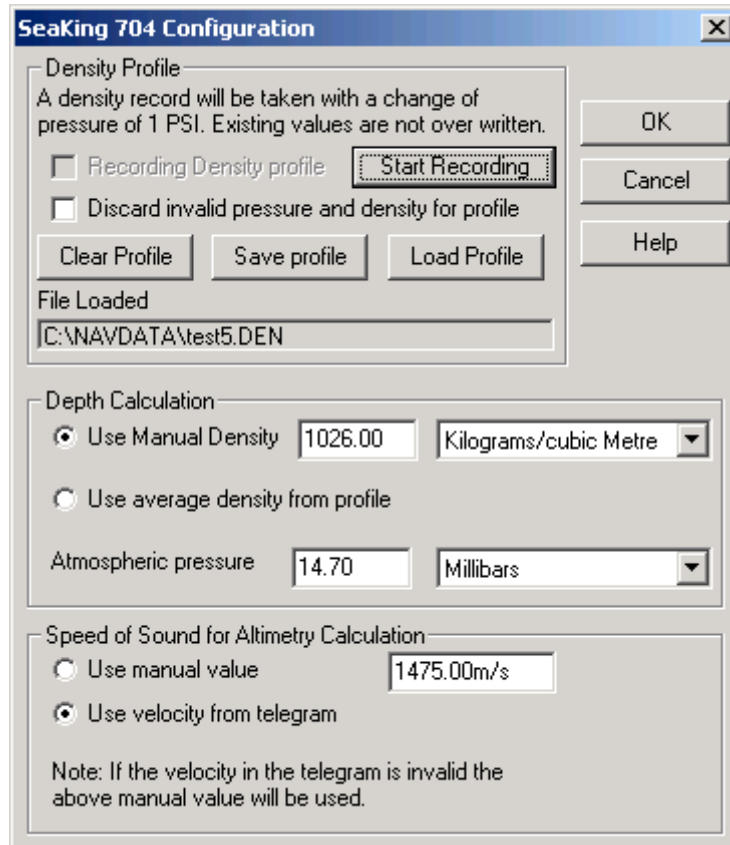 SeaKing 704 Configuration
Density Profile
A density record will be taken with a change of
pressure of 1 PSI. Existing values are not over written.
Recording Density profile
Start Recording
Discard invalid pressure and density for profile
Clear Profile
Save profile
Load Profile
File Loaded
C:\NAVDATA\test5.DEN
OK
Cancel
Help
Depth Calculation
Use Manual Density
1026.00
Kilograms/cubic Metre
Use average density from profile
Atmospheric pressure
14.70
Millibars
Speed of Sound for Altimetry Calculation
Use manual value
1475.00m/s
Use velocity from telegram
Note: If the velocity in the telegram is invalid the
above manual value will be used.